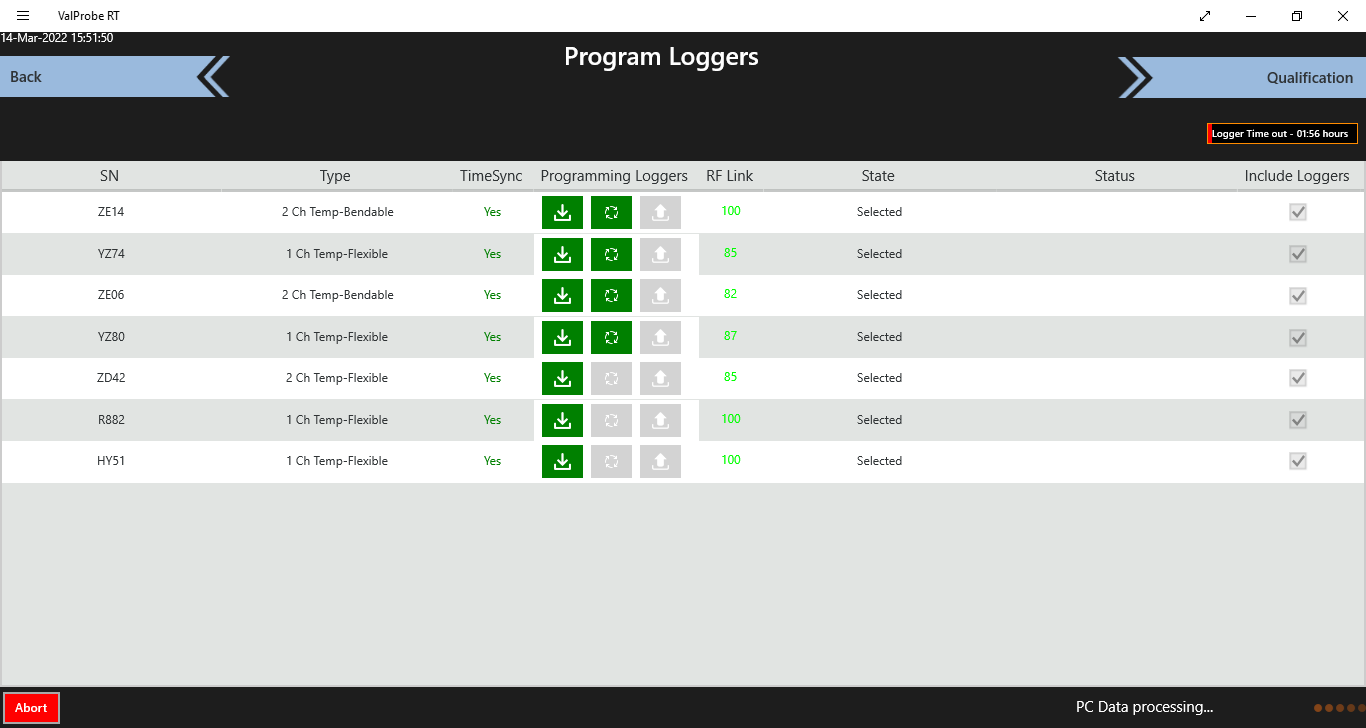 ValProbe RT
14-Mar-2022 15:51:50
Program Loggers
Back
Qualification
Logger Time out - 01:56 hours
SN Type TimeSync Programming Loggers RF Link State Status Include Loggers
ZE14 2 Ch Temp-Bendable Yes 100 Selected
YZ74 1 Ch Temp-Flexible Yes 85 Selected
ZE06 2 Ch Temp-Bendable Yes 82 Selected
YZ80 1 Ch Temp-Flexible Yes 87 Selected
ZD42 2 Ch Temp-Flexible Yes 85 Selected
R882 1 Ch Temp-Flexible Yes 100 Selected
HY51 1 Ch Temp-Flexible Yes 100 Selected
Abort
PC Data processing...